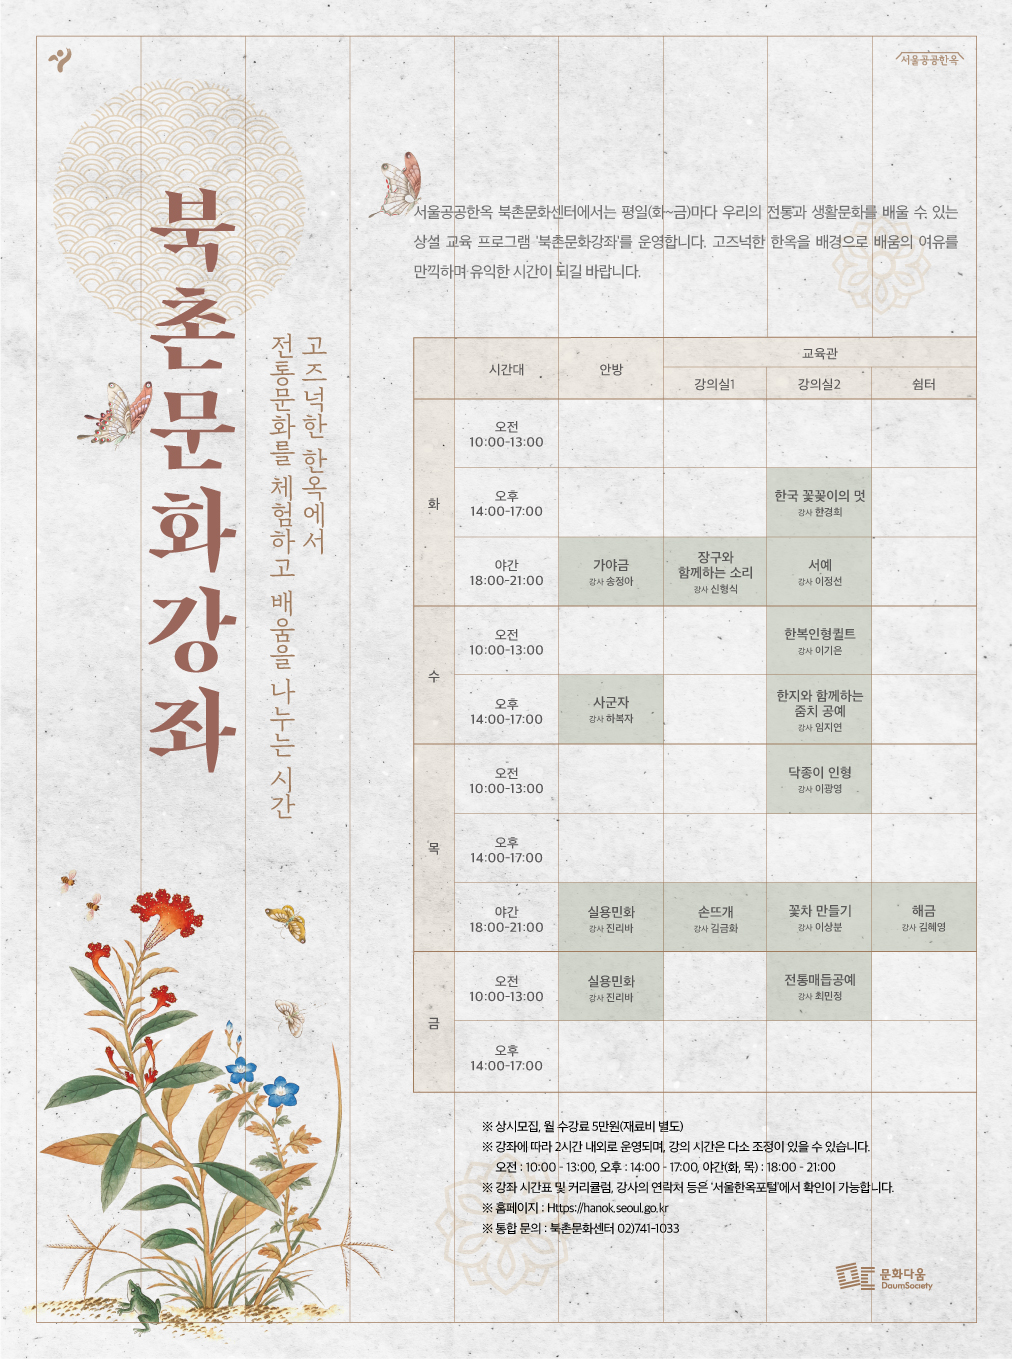 서울공공한옥
북촌문화강좌
고즈넉한 한옥에서
전통문화를 체험하고 배움을 나누는 시간
서울공공한옥 북촌문화센터에서는 평일(화~금)마다 우리의 전통과 생활문화를 배울 수 있는
상설 교육 프로그램 '북촌문화강좌'를 운영합니다. 고즈넉한 한옥을 배경으로 배움의 여유를
만끽하며 유익한 시간이 되길 바랍니다.
시간대 안방 교육관
강의실1 강의실2 쉼터
화
오전
10:00-13:00
오후
14:00-17:00
한국 꽃꽂이의 멋
강사 한경희
야간
18:00-21:00
가야금
강사 송정아
장구와
함께하는 소리
강사 신형식
서예
강사 이정선
수
오전
10:00-13:00
한복인형퀼트
강사 이기은
오후
14:00-17:00
사군자
강사 하복자
한지와 함께하는
줌치 공예
강사 임지연
목
오전
10:00-13:00
닥종이 인형
강사 이광영
오후
14:00-17:00
야간
18:00-21:00
실용민화
강사 진리바
손뜨개
강사 김금화
꽃차 만들기
강사 이상분
해금
강사 김혜영
금
오전
10:00-13:00
실용민화
강사 진리바
전통매듭공예
강사 최민정
오후
14:00-17:00
※ 상시모집, 월 수강료 5만원(재료비 별도)
※ 강좌에 따라 2시간 내외로 운영되며, 강의 시간은 다소 조정이 있을 수 있습니다.
오전 : 10:00 - 13:00, 오후 : 14:00 - 17:00, 야간(화, 목) : 18:00 - 21:00
※ 강좌 시간표 및 커리큘럼, 강사의 연락처 등은 '서울한옥포털'에서 확인이 가능합니다.
※ 홈페이지 : Https://hanok.seoul.go.kr
※ 통합 문의 : 북촌문화센터 02)741-1033
문화다움
DaumSociety